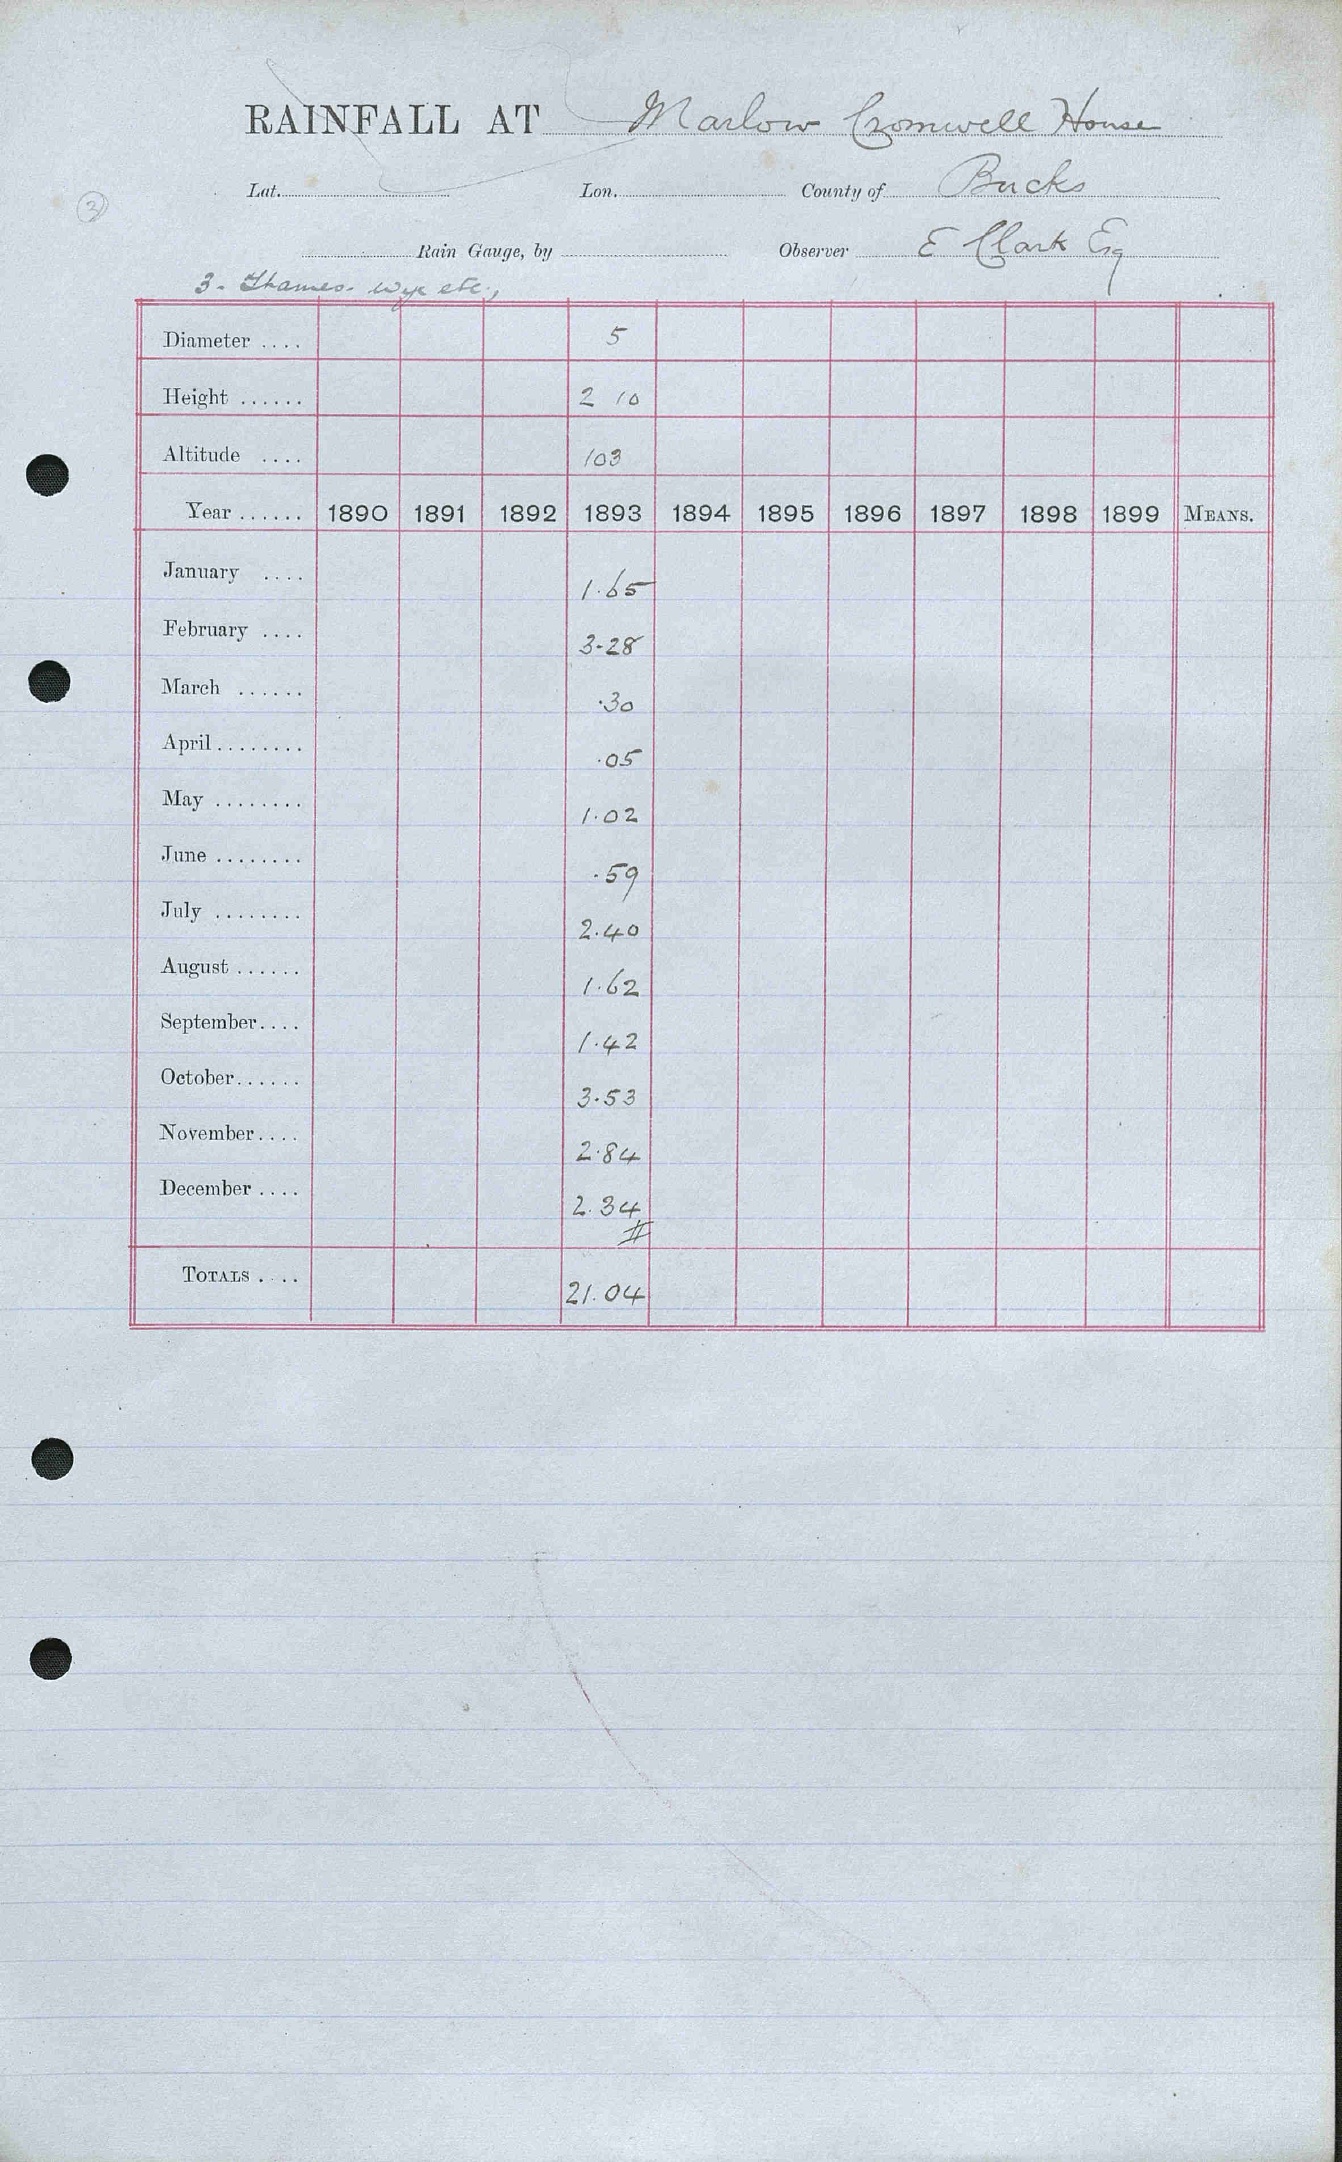 RAINFALL AT Marlow Cromwell House
Lat. Lon. County of Bucks
3
Rain Gauge, by Observer E Clark Esq
3. Thames. Wye etc.,
Diameter .... 5
Height ...... 2 10
Altitude .... 103
Year ...... 1890 1891 1892 1893 1894 1895 1896 1897 1898 1899 MEANS.
January .... 1.65
February .... 3.28
March ...... .30
April ........ .05
May ........ 1.02
June ........ .59
July ........ 2.40
August ...... 1.62
September.... 1.42
October...... 3.53
November.... 2.84
December .... 2.34
TOTALS .... 21.04